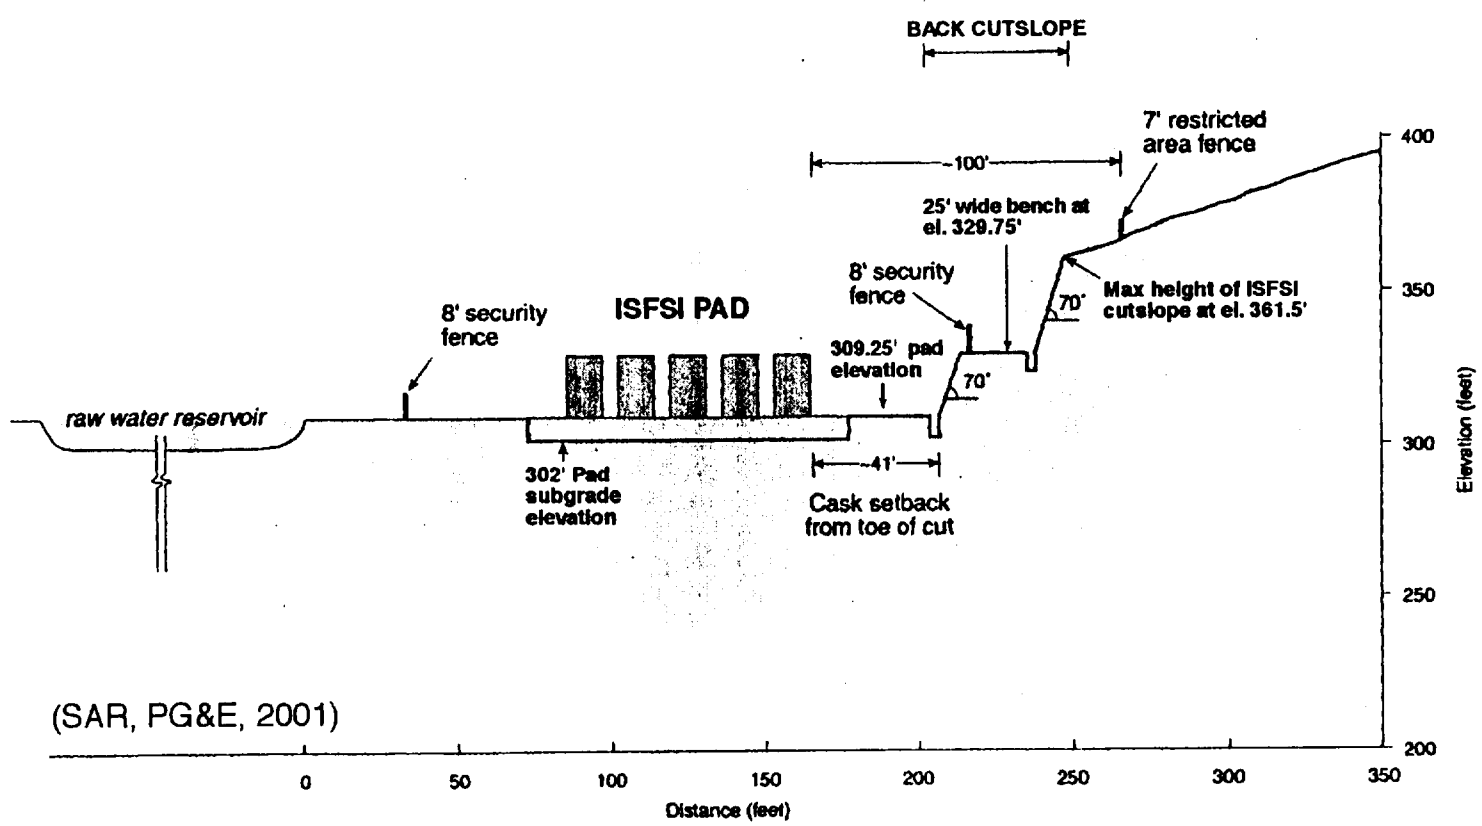 BACK CUTSLOPE
7' restricted
area fence
400
~100'
25' wide bench at
el. 329.75'
8' security
fence
350
70°
Max height of ISFSI
cutslope at el. 361.5'
ISFSI PAD
8' security
fence
309.25' pad
elevation
70°
raw water reservoir
300
Elevation (feet)
~41'
302' Pad
subgrade
elevation
Cask setback
from toe of cut
250
(SAR, PG&E, 2001)
200
0 50 100 150 200 250 300 350
Distance (feet)